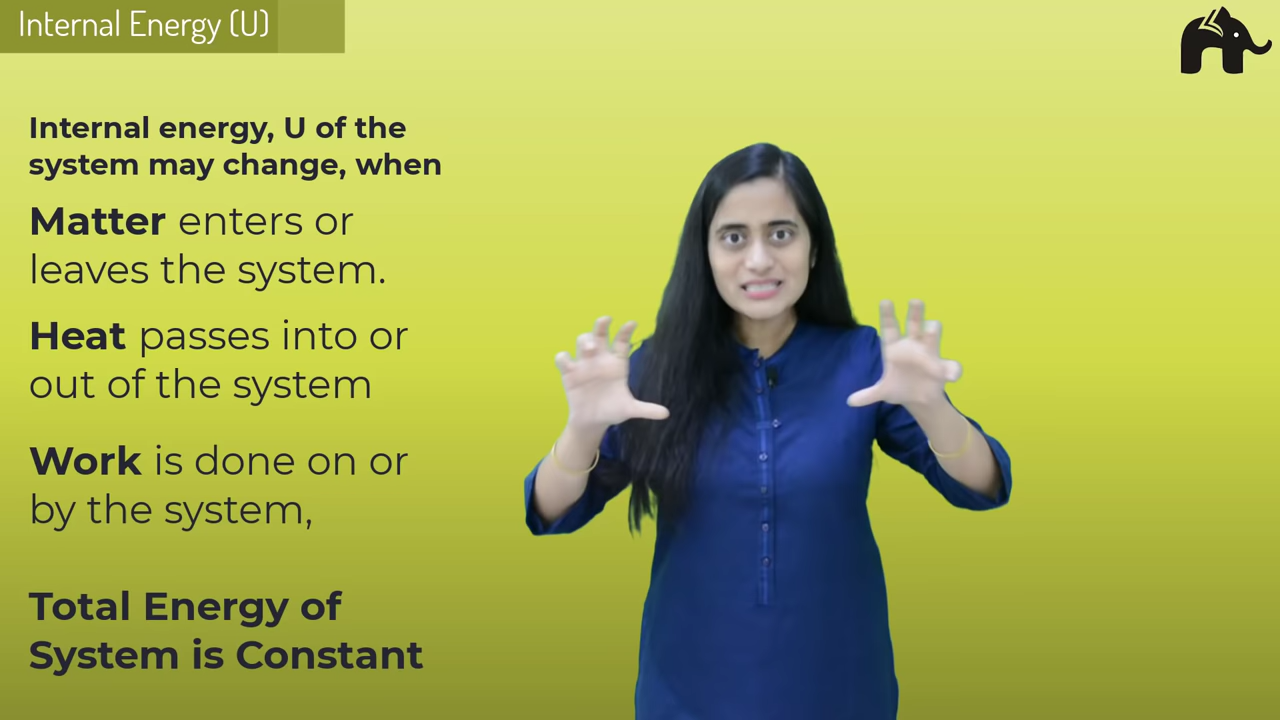 Internal Energy (U)
Internal energy, U of the
system may change, when
Matter enters or
leaves the system.
Heat passes into or
out of the system
Work is done on or
by the system,
Total Energy of
System is Constant